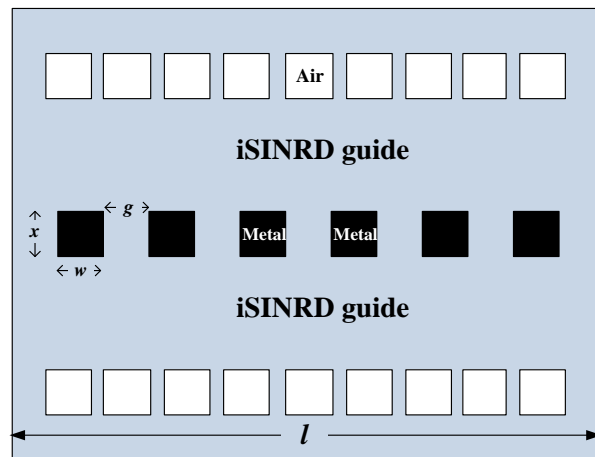 Air
iSINRD guide
g
x
Metal Metal
w
iSINRD guide
l